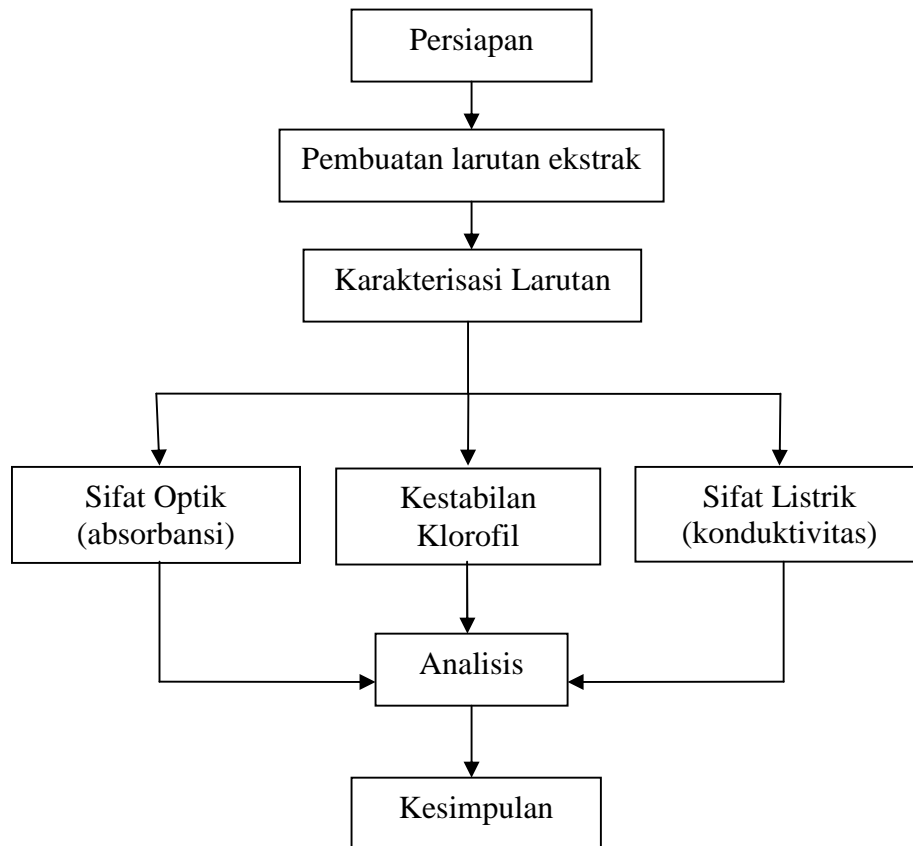 Persiapan
Pembuatan larutan ekstrak
Karakterisasi Larutan
Sifat Optik
(absorbansi)
Kestabilan
Klorofil
Sifat Listrik
(konduktivitas)
Analisis
Kesimpulan